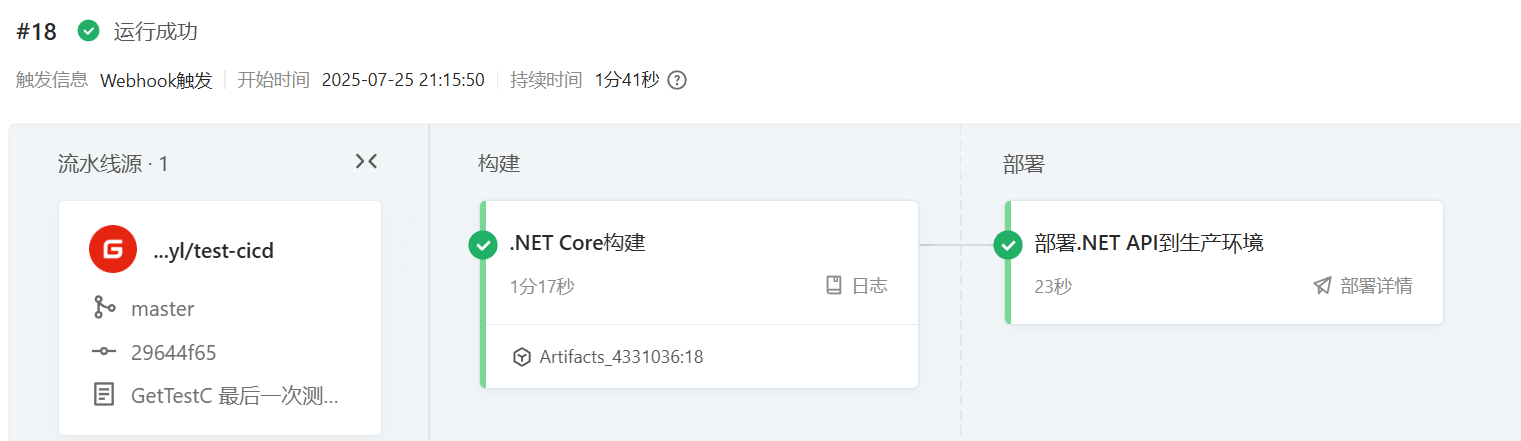 #18 运行成功
触发信息 Webhook触发 开始时间 2025-07-25 21:15:50 持续时间 1分41秒
流水线源 · 1
...yl/test-cicd
master
29644f65
GetTestC 最后一次测...
构建
.NET Core构建
1分17秒 日志
Artifacts_4331036:18
部署
部署.NET API到生产环境
23秒 部署详情